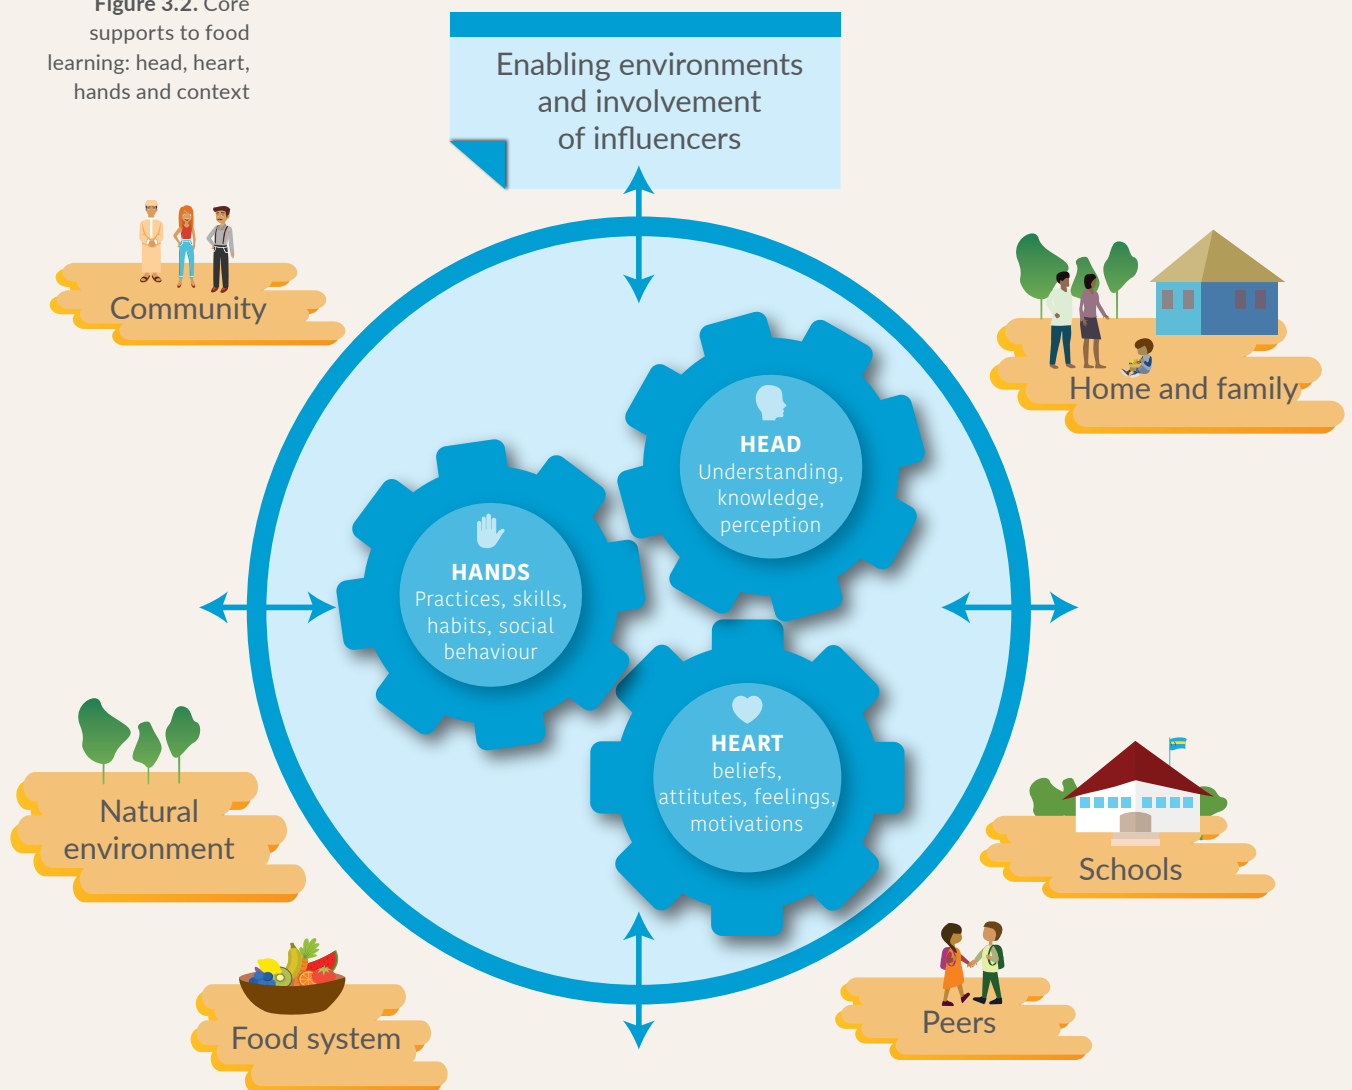 Figure 3.2. Core
supports to food
learning: head, heart,
hands and context
Enabling environments
and involvement
of influencers
Community
Home and family
HEAD
Understanding,
knowledge,
perception
HANDS
Practices, skills,
habits, social
behaviour
HEART
beliefs,
attitutes, feelings,
motivations
Natural
environment
Schools
Food system
Peers